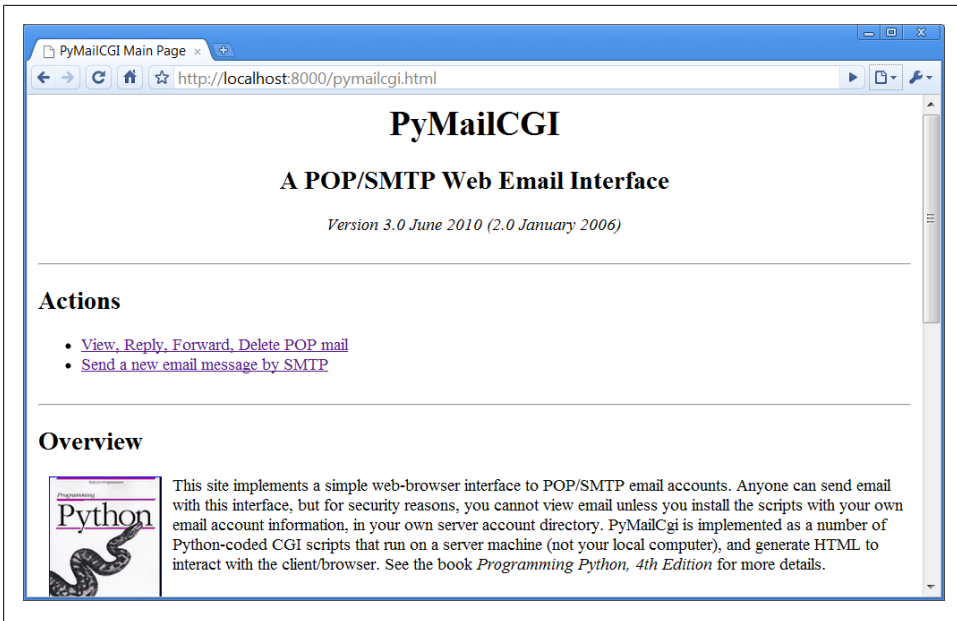 PyMailCGI Main Page
http://localhost:8000/pymailcgi.html
PyMailCGI
A POP/SMTP Web Email Interface
Version 3.0 June 2010 (2.0 January 2006)
Actions
• View, Reply, Forward, Delete POP mail
• Send a new email message by SMTP
Overview
Programming
Python
This site implements a simple web-browser interface to POP/SMTP email accounts. Anyone can send email
with this interface, but for security reasons, you cannot view email unless you install the scripts with your own
email account information, in your own server account directory. PyMailCgi is implemented as a number of
Python-coded CGI scripts that run on a server machine (not your local computer), and generate HTML to
interact with the client/browser. See the book Programming Python, 4th Edition for more details.